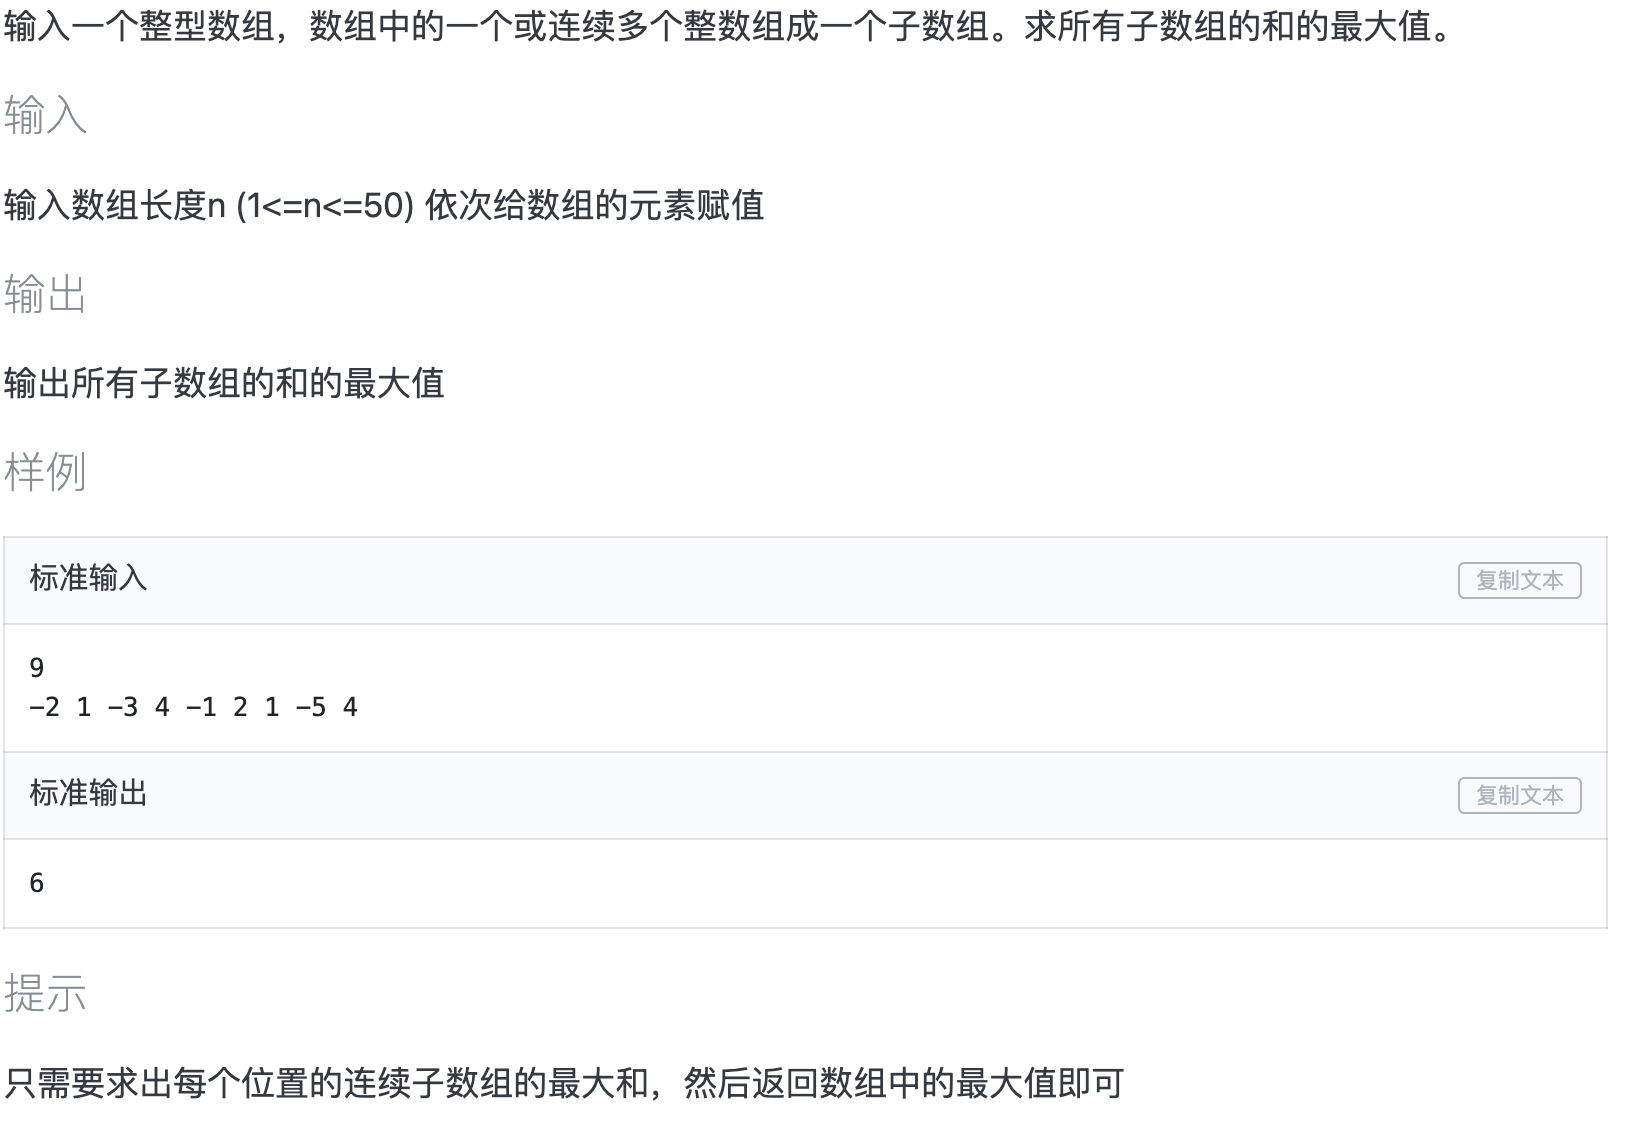 输入一个整型数组，数组中的一个或连续多个整数组成一个子数组。求所有子数组的和的最大值。
输入
输入数组长度n (1<=n<=50) 依次给数组的元素赋值
输出
输出所有子数组的和的最大值
样例
标准输入
复制文本
9
-2 1 -3 4 -1 2 1 -5 4
标准输出
复制文本
6
提示
只需要求出每个位置的连续子数组的最大和，然后返回数组中的最大值即可